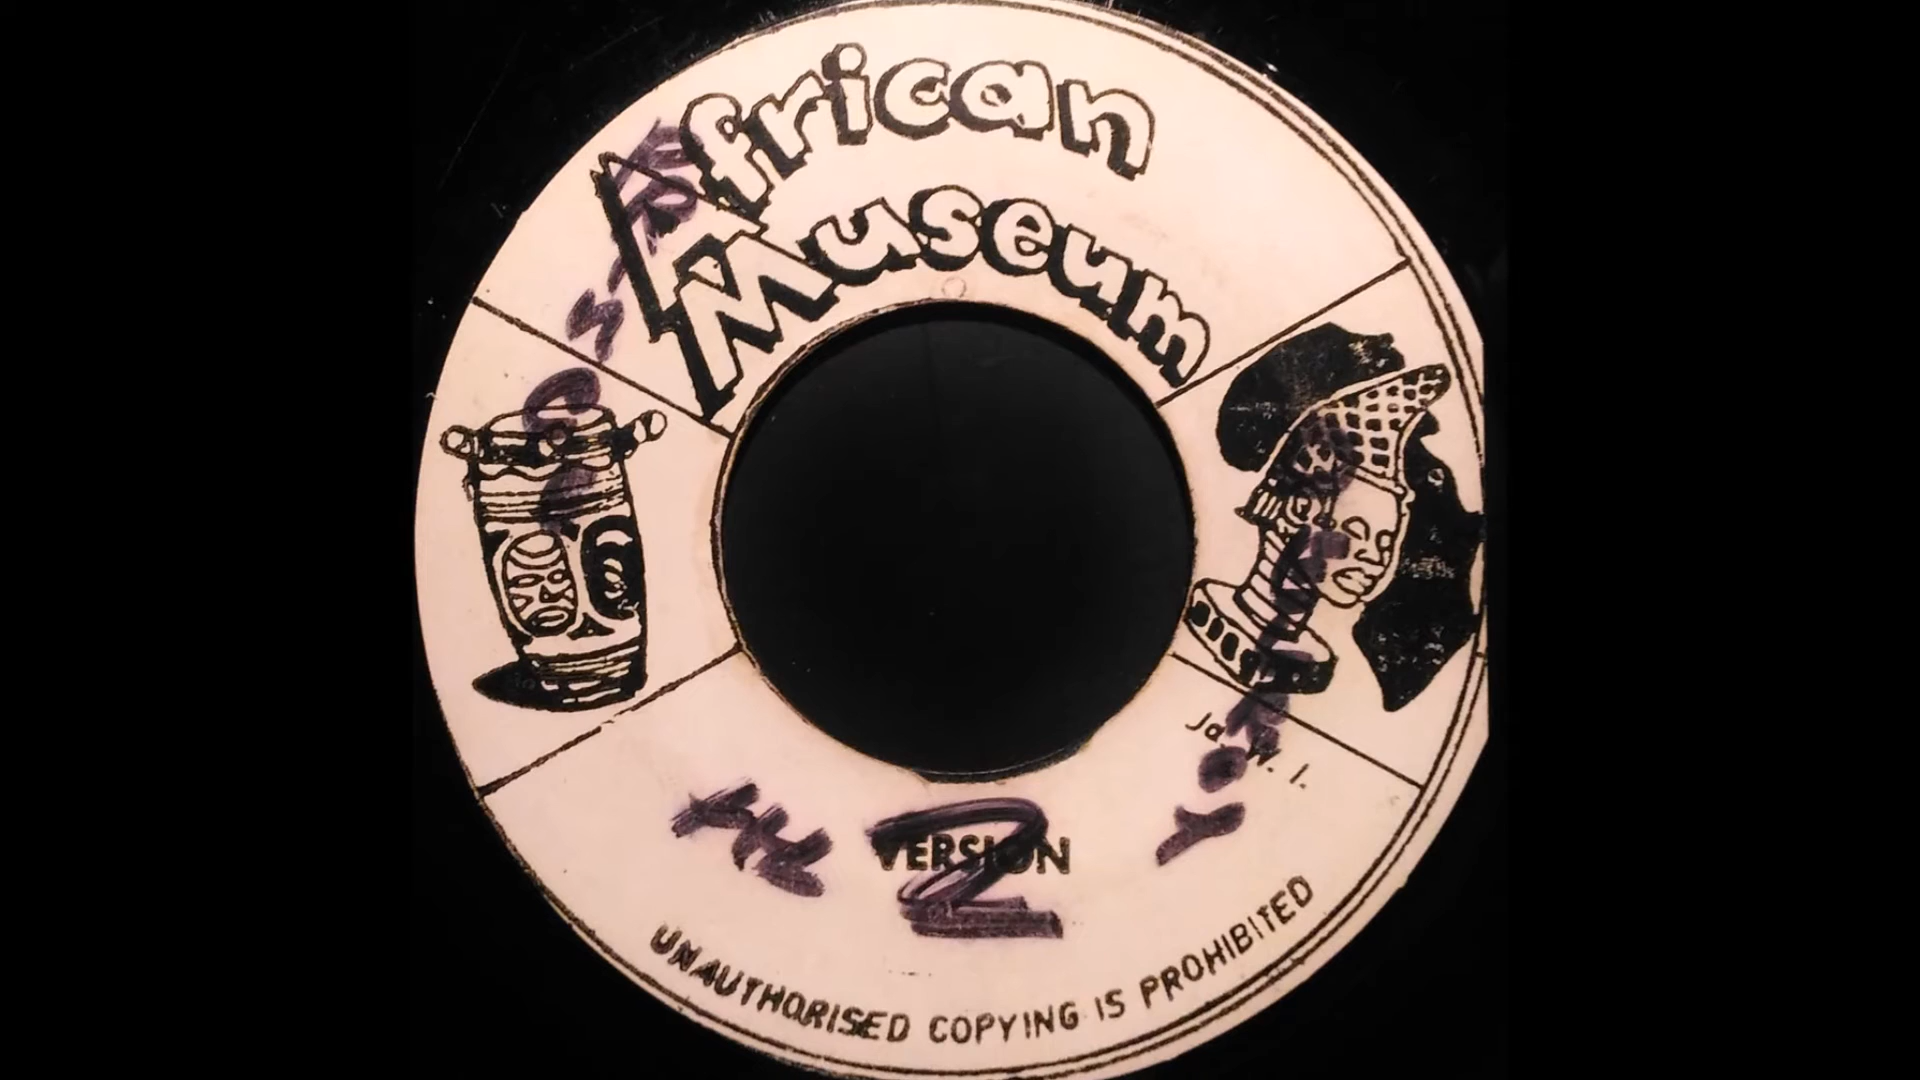 African
Museum
Ja. W. I.
VERSION
2
UNAUTHORISED COPYING IS PROHIBITED